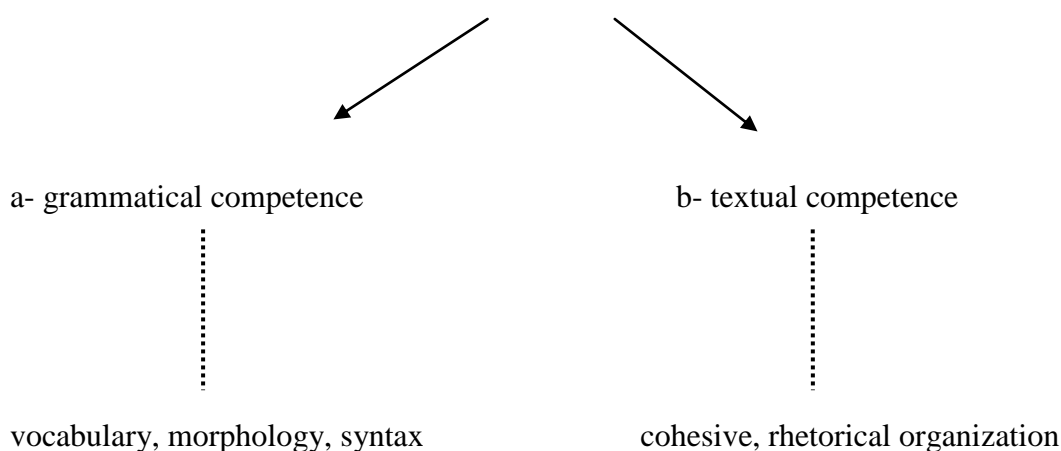 a- grammatical competence b- textual competence
vocabulary, morphology, syntax cohesive, rhetorical organization